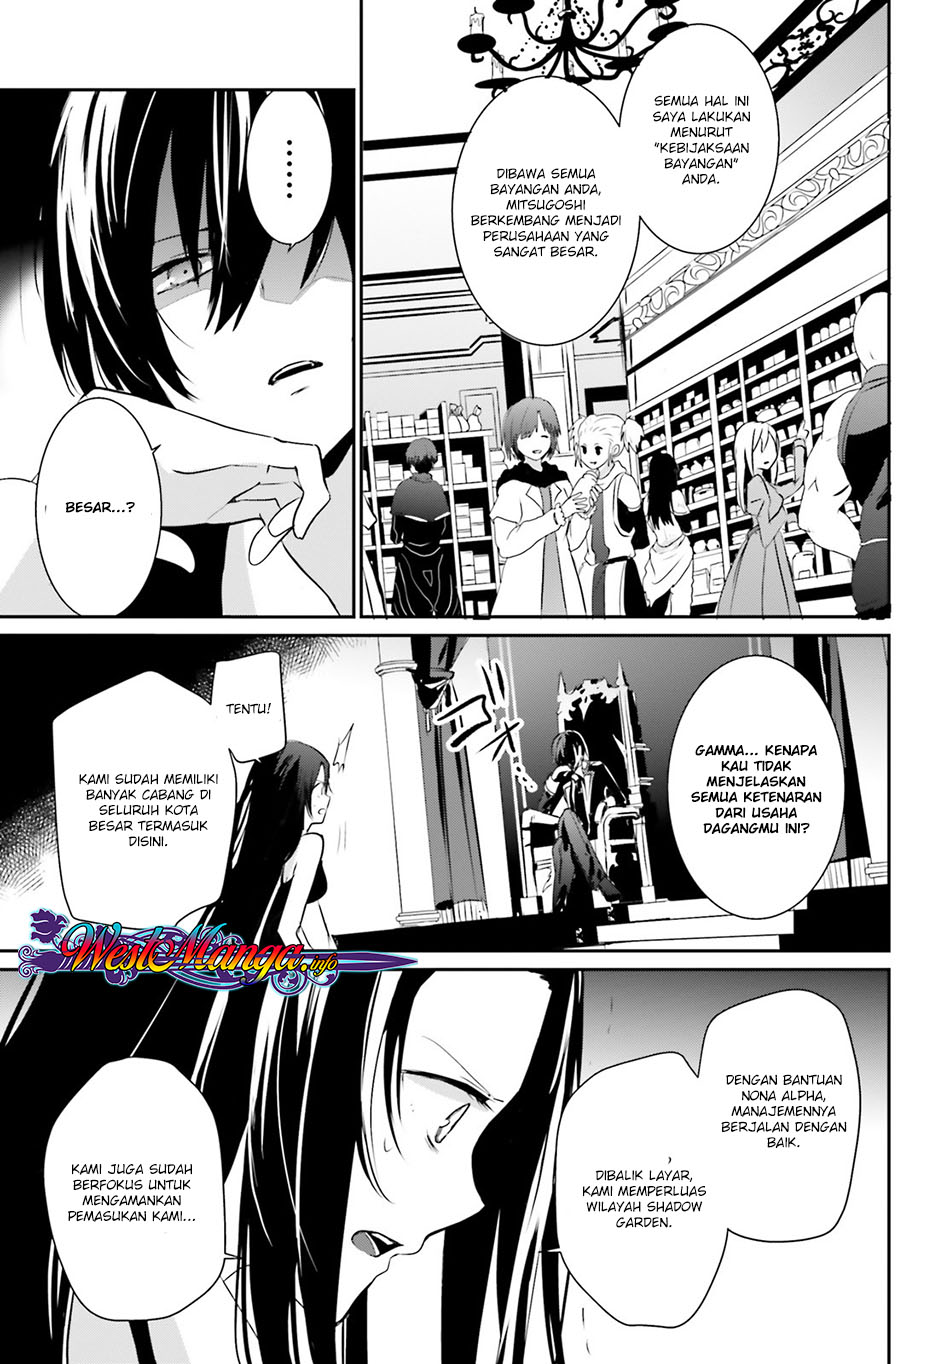 SEMUA HAL INI
SAYA LAKUKAN
MENURUT
"KEBIJAKSAAN
BAYANGAN"
ANDA.
DIBAWA SEMUA
BAYANGAN ANDA,
MITSUGOSHI
BERKEMBANG MENJADI
PERUSAHAAN YANG
SANGAT BESAR.
......
BESAR...?
GAMMA... KENAPA
KAU TIDAK
MENJELASKAN
SEMUA KETENARAN
DARI USAHA
DAGANGMU INI?
TENTU!
KAMI SUDAH MEMILIKI
BANYAK CABANG DI
SELURUH KOTA
BESAR TERMASUK
DISINI.
WestManga.info
DENGAN BANTUAN
NONA ALPHA,
MANAJEMENNYA
BERJALAN DENGAN
BAIK.
DIBALIK LAYAR,
KAMI MEMPERLUAS
WILAYAH SHADOW
GARDEN.
KAMI JUGA SUDAH
BERFOKUS UNTUK
MENGAMANKAN
PEMASUKAN KAMI...